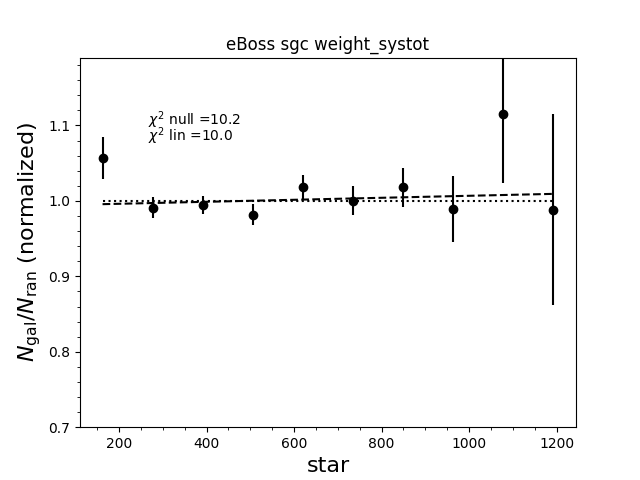 eBoss sgc weight_systot
χ² null =10.2
χ² lin =10.0
N_gal/N_ran (normalized)
1.1
1.0
0.9
0.8
0.7
200 400 600 800 1000 1200
star